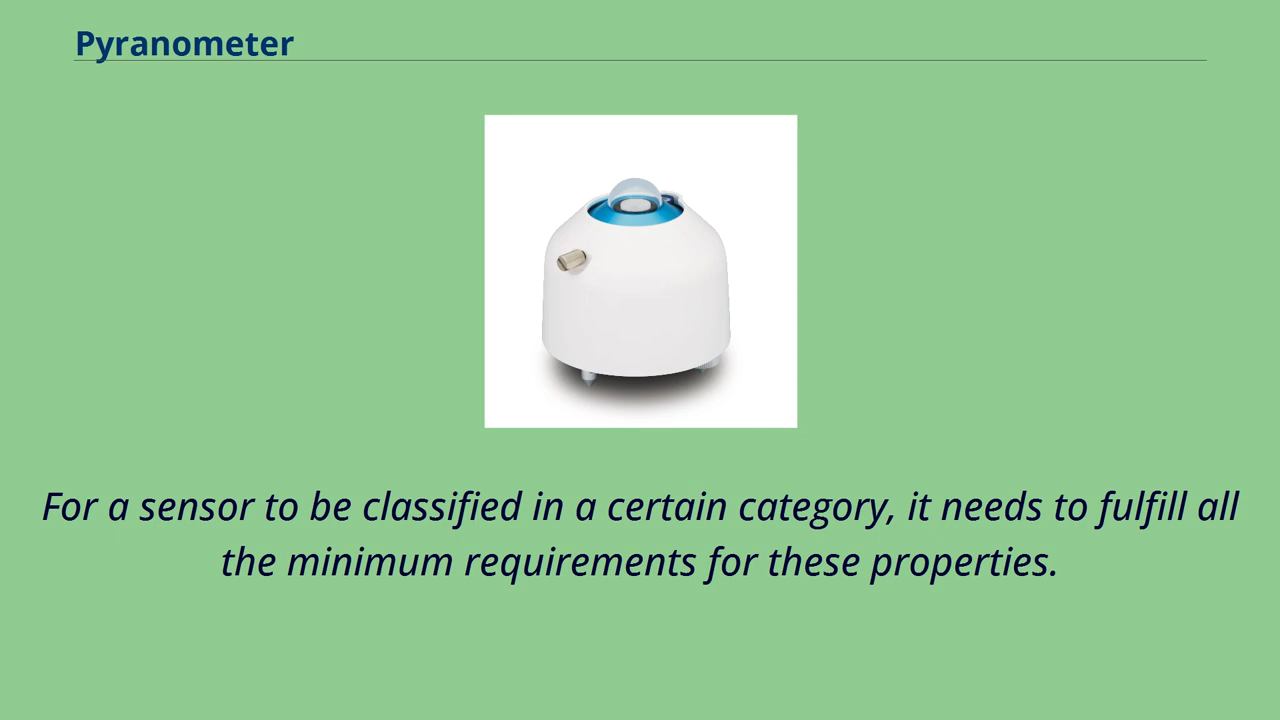 Pyranometer
For a sensor to be classified in a certain category, it needs to fulfill all
the minimum requirements for these properties.